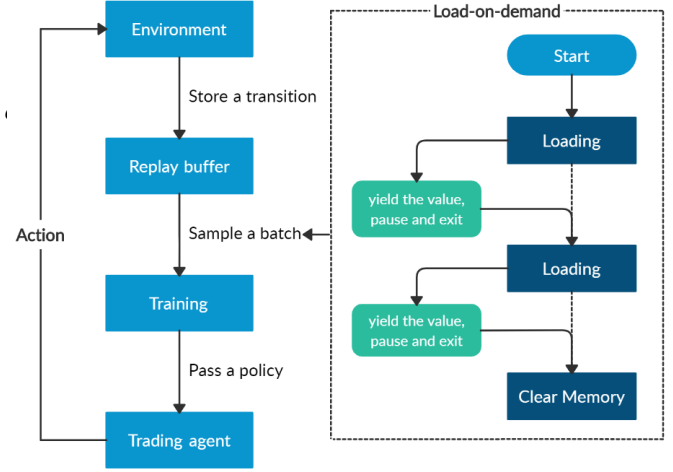 Environment
Store a transition
Replay buffer
Sample a batch
Training
Pass a policy
Trading agent
Action
Load-on-demand
Start
Loading
yield the value,
pause and exit
Loading
yield the value,
pause and exit
Clear Memory